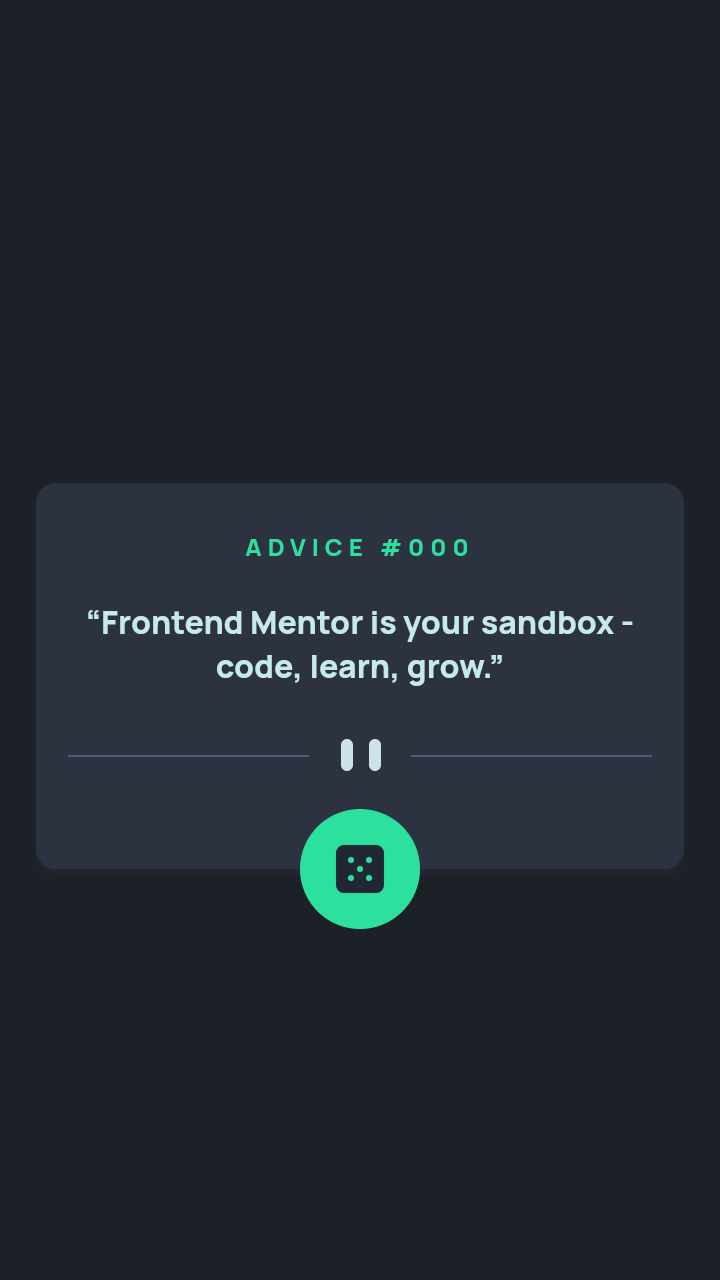 ADVICE #000
“Frontend Mentor is your sandbox -
code, learn, grow.”